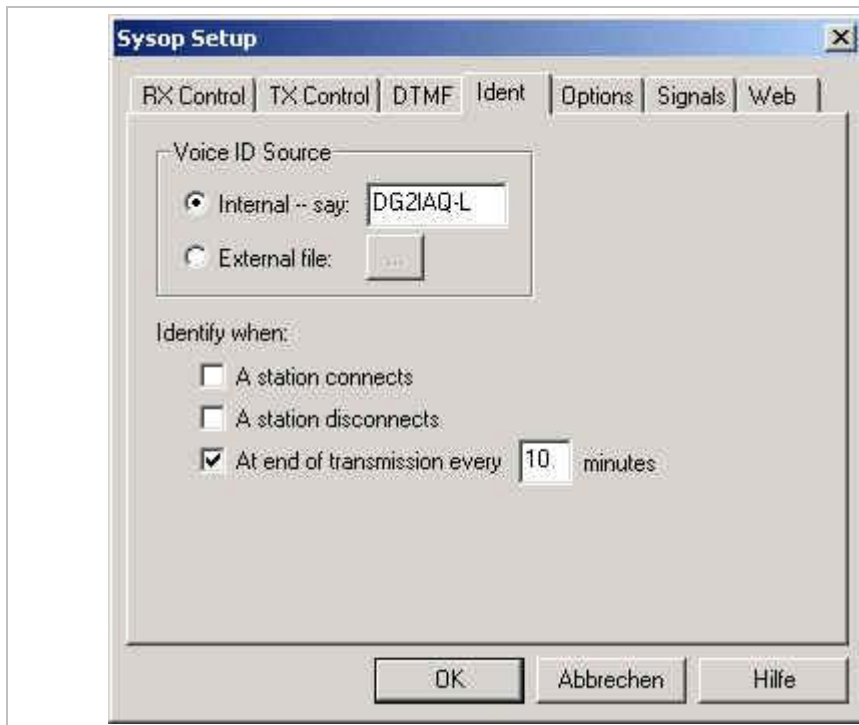 Sysop Setup
RX Control TX Control DTMF Ident Options Signals Web
Voice ID Source
Internal -- say: DG2IAQ-L
External file: ...
Identify when:
A station connects
A station disconnects
At end of transmission every 10 minutes
OK Abbrechen Hilfe